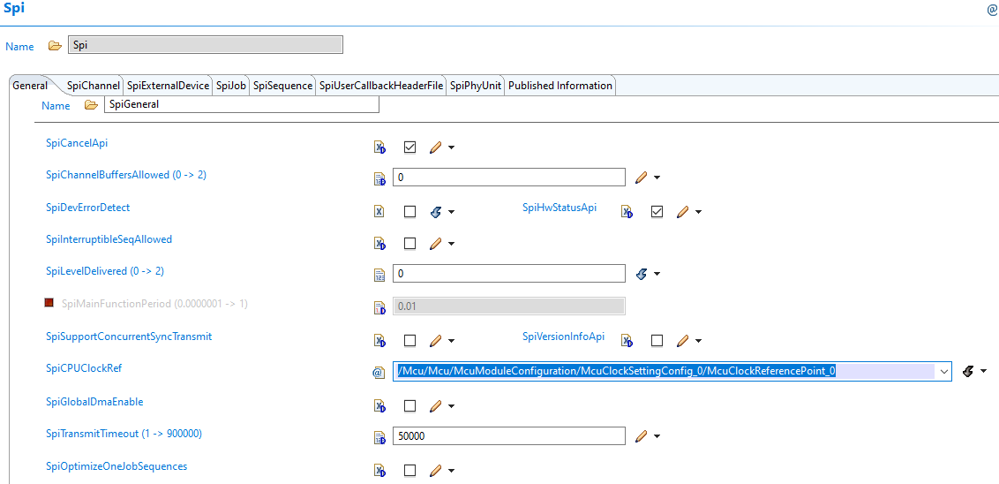 Spi
@
Name Spi
General SpiChannel SpiExternalDevice SpiJob SpiSequence SpiUserCallbackHeaderFile SpiPhyUnit Published Information
Name SpiGeneral
SpiCancelApi
SpiChannelBuffersAllowed (0 -> 2) 0
SpiDevErrorDetect SpiHwStatusApi
SpiInterruptibleSeqAllowed
SpiLevelDelivered (0 -> 2) 0
SpiMainFunctionPeriod (0.0000001 -> 1) 0.01
SpiSupportConcurrentSyncTransmit SpiVersionInfoApi
SpiCPUClockRef /Mcu/Mcu/McuModuleConfiguration/McuClockSettingConfig_0/McuClockReferencePoint_0
SpiGlobalDmaEnable
SpiTransmitTimeout (1 -> 900000) 50000
SpiOptimizeOneJobSequences